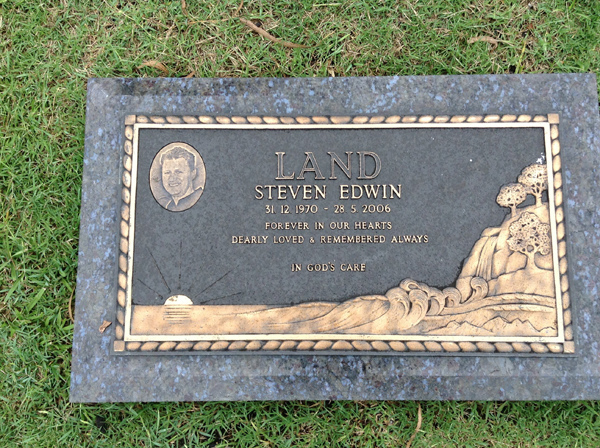 LAND
STEVEN EDWIN
31. 12. 1970 - 28. 5. 2006
FOREVER IN OUR HEARTS
DEARLY LOVED & REMEMBERED ALWAYS
IN GOD'S CARE